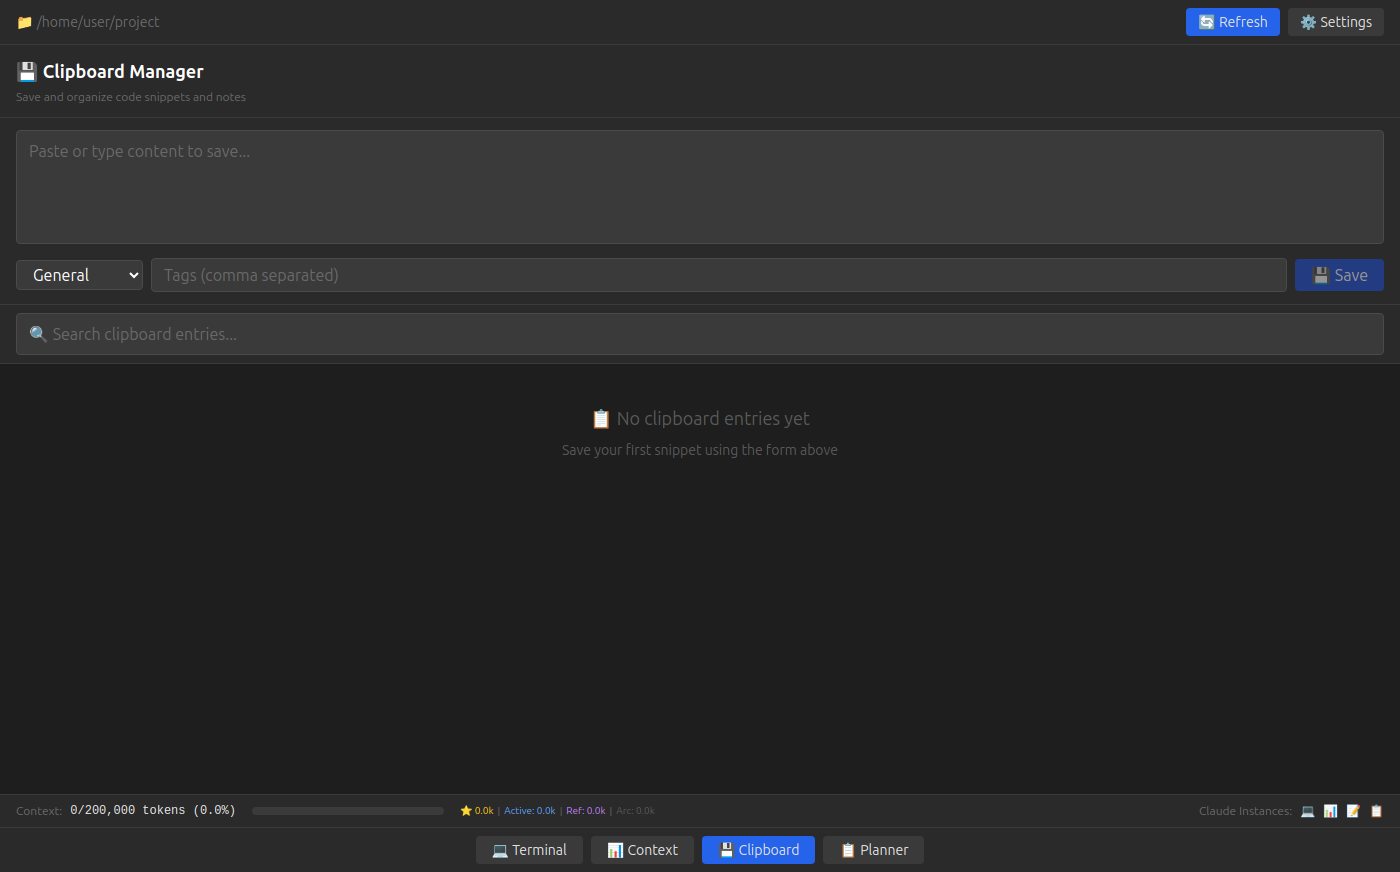 📁 /home/user/project
🔄 Refresh
⚙️ Settings
💾 Clipboard Manager
Save and organize code snippets and notes
Paste or type content to save...
General
Tags (comma separated)
💾 Save
🔍 Search clipboard entries...
📋 No clipboard entries yet
Save your first snippet using the form above
Context: 0/200,000 tokens (0.0%)
⭐ 0.0k | Active: 0.0k | Ref: 0.0k | Arc: 0.0k
Claude Instances: 💻 📊 📝 📋
💻 Terminal
📊 Context
💾 Clipboard
📋 Planner